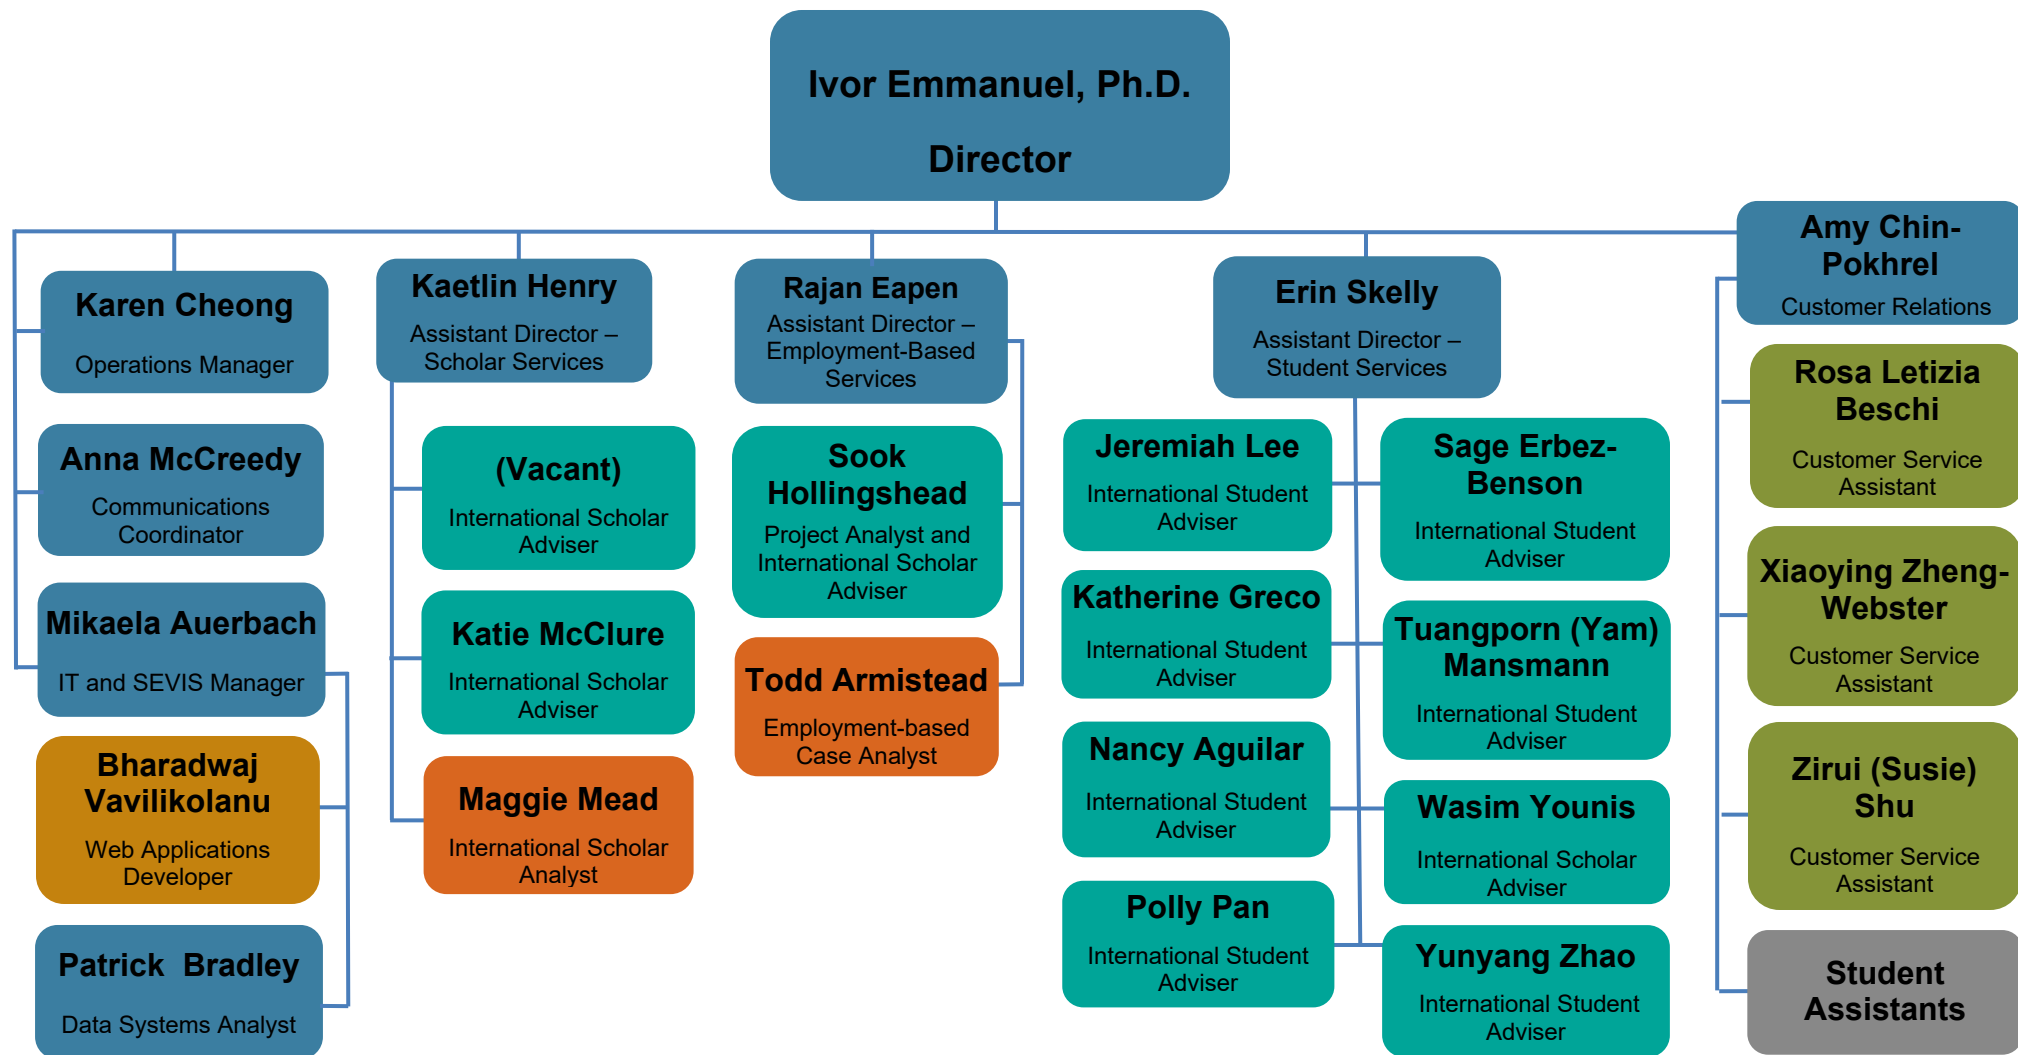 Ivor Emmanuel, Ph.D.
Director
Karen Cheong
Operations Manager
Anna McCreedy
Communications
Coordinator
Mikaela Auerbach
IT and SEVIS Manager
Bharadwaj
Vavilikolanu
Web Applications
Developer
Patrick  Bradley
Data Systems Analyst
Kaetlin Henry
Assistant Director –
Scholar Services
(Vacant)
International Scholar
Adviser
Katie McClure
International Scholar
Adviser
Maggie Mead
International Scholar
Analyst
Rajan Eapen
Assistant Director –
Employment-Based
Services
Sook
Hollingshead
Project Analyst and
International Scholar
Adviser
Todd Armistead
Employment-based
Case Analyst
Erin Skelly
Assistant Director –
Student Services
Jeremiah Lee
International Student
Adviser
Katherine Greco
International Student
Adviser
Nancy Aguilar
International Student
Adviser
Polly Pan
International Student
Adviser
Sage Erbez-
Benson
International Student
Adviser
Tuangporn (Yam)
Mansmann
International Student
Adviser
Wasim Younis
International Scholar
Adviser
Yunyang Zhao
International Student
Adviser
Amy Chin-
Pokhrel
Customer Relations
Rosa Letizia
Beschi
Customer Service
Assistant
Xiaoying Zheng-
Webster
Customer Service
Assistant
Zirui (Susie)
Shu
Customer Service
Assistant
Student
Assistants